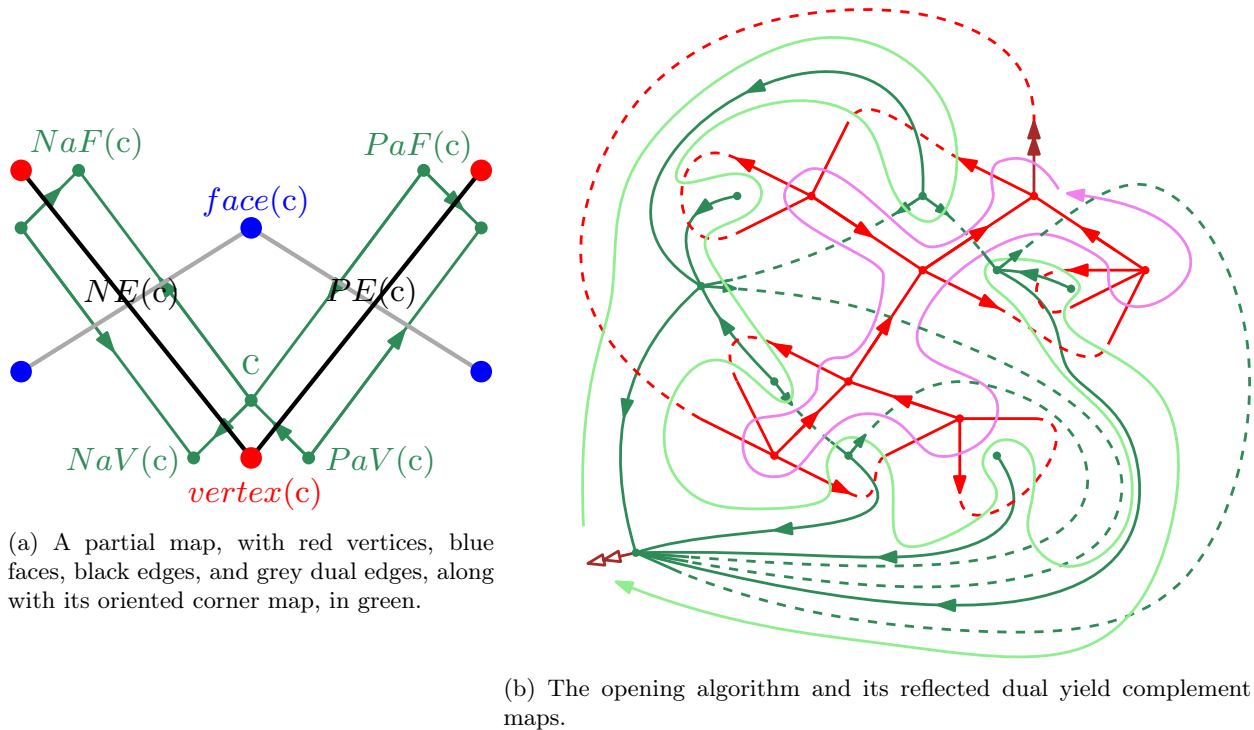 NaF(c) PaF(c)
face(c)
NE(c) PE(c)
c
NaV(c) PaV(c)
vertex(c)
(a) A partial map, with red vertices, blue
faces, black edges, and grey dual edges, along
with its oriented corner map, in green.
(b) The opening algorithm and its reflected dual yield complement
maps.